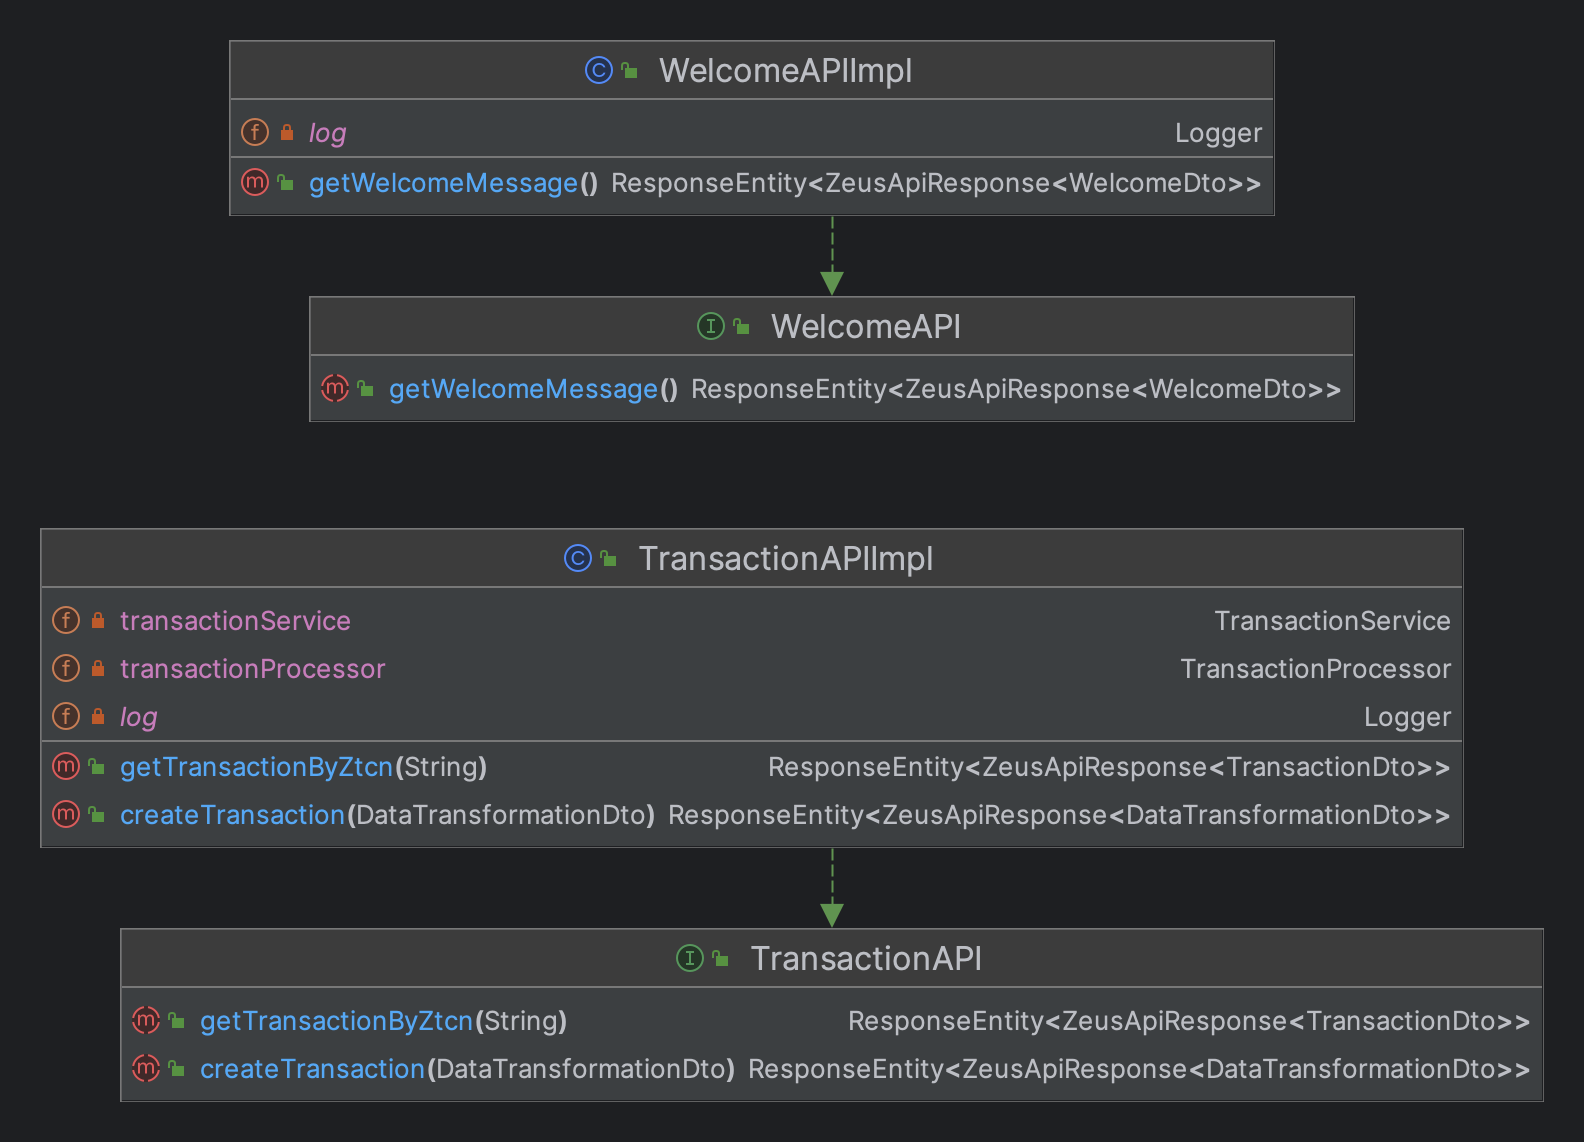 WelcomeAPIImpl
log Logger
getWelcomeMessage() ResponseEntity<ZeusApiResponse<WelcomeDto>>
WelcomeAPI
getWelcomeMessage() ResponseEntity<ZeusApiResponse<WelcomeDto>>
TransactionAPIImpl
transactionService TransactionService
transactionProcessor TransactionProcessor
log Logger
getTransactionByZtcn(String) ResponseEntity<ZeusApiResponse<TransactionDto>>
createTransaction(DataTransformationDto) ResponseEntity<ZeusApiResponse<DataTransformationDto>>
TransactionAPI
getTransactionByZtcn(String) ResponseEntity<ZeusApiResponse<TransactionDto>>
createTransaction(DataTransformationDto) ResponseEntity<ZeusApiResponse<DataTransformationDto>>